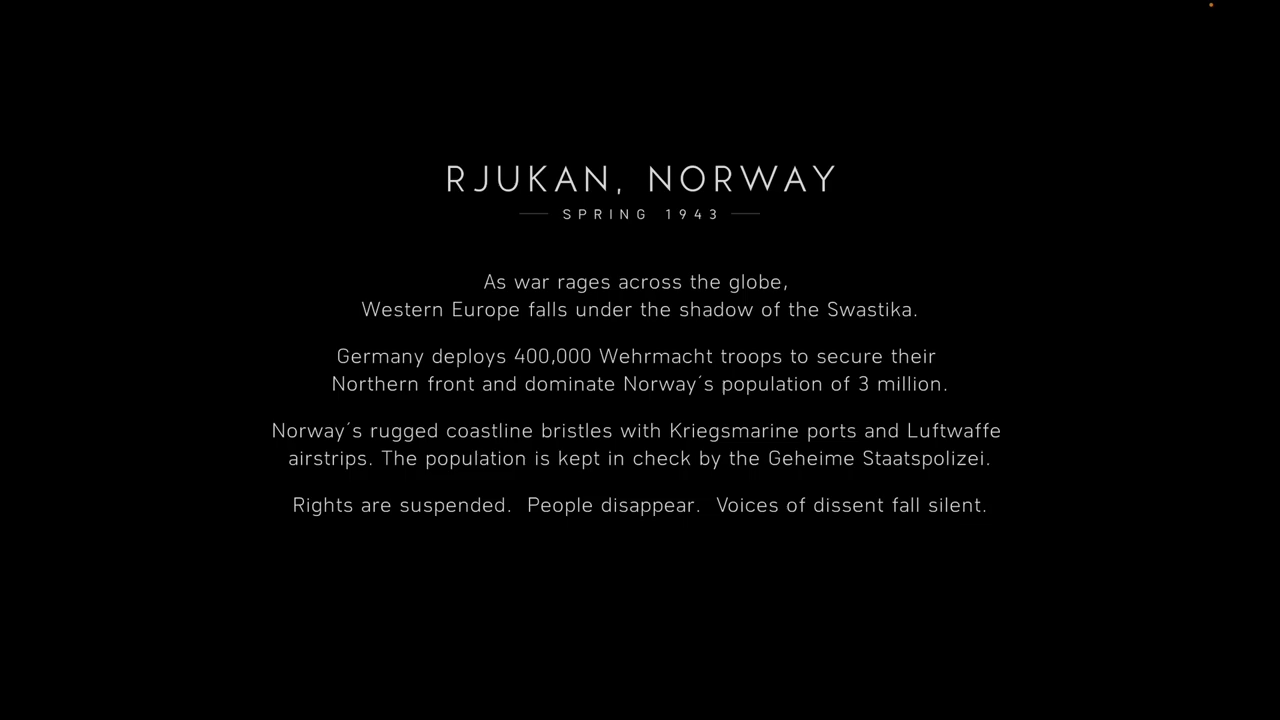 RJUKAN, NORWAY
SPRING 1943
As war rages across the globe,
Western Europe falls under the shadow of the Swastika.
Germany deploys 400,000 Wehrmacht troops to secure their
Northern front and dominate Norway´s population of 3 million.
Norway´s rugged coastline bristles with Kriegsmarine ports and Luftwaffe
airstrips. The population is kept in check by the Geheime Staatspolizei.
Rights are suspended.  People disappear.  Voices of dissent fall silent.